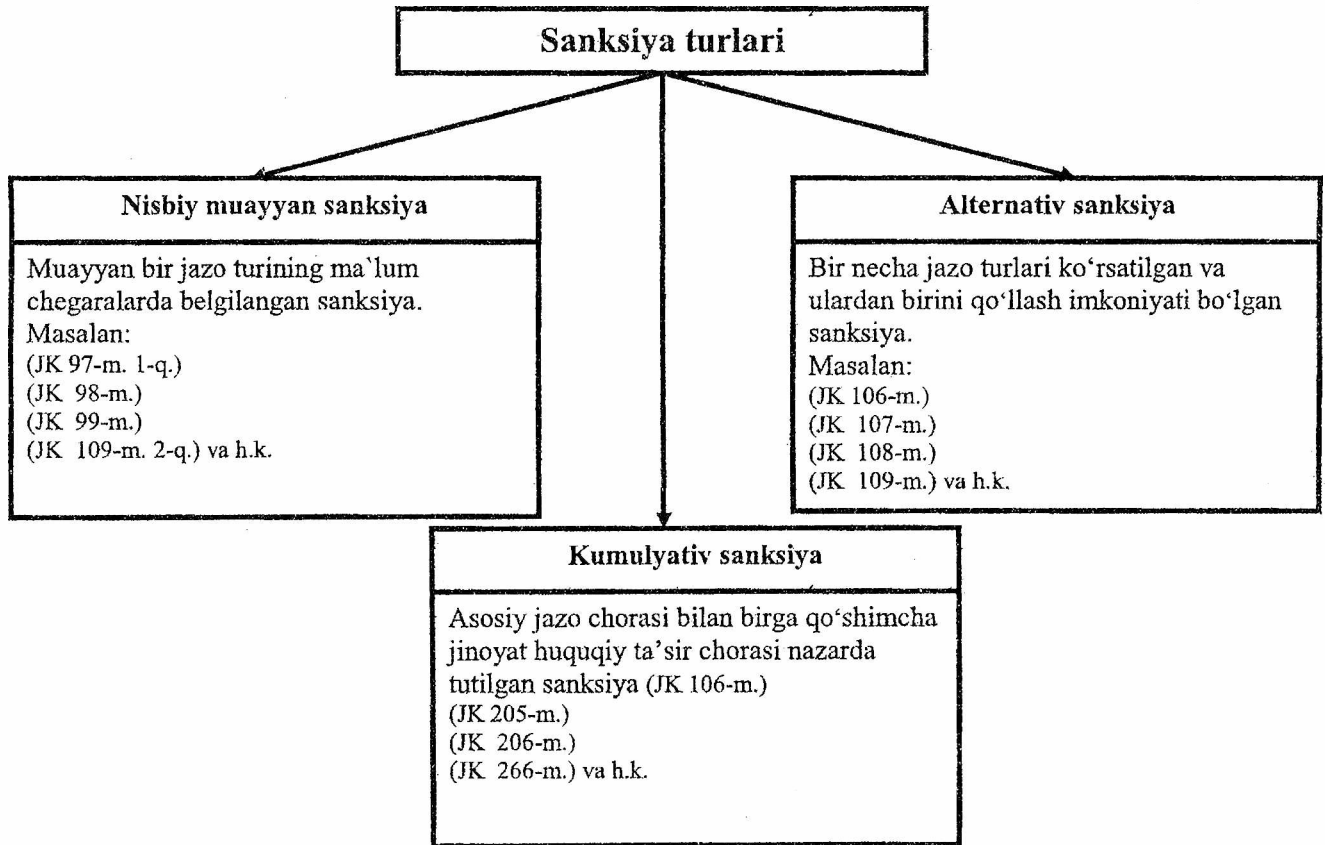 Sanksiya turlari
Nisbiy muayyan sanksiya
Muayyan bir jazo turining ma`lum
chegaralarda belgilangan sanksiya.
Masalan:
(JK 97-m. 1-q.)
(JK 98-m.)
(JK 99-m.)
(JK 109-m. 2-q.) va h.k.
Alternativ sanksiya
Bir necha jazo turlari ko‘rsatilgan va
ulardan birini qo‘llash imkoniyati bo‘lgan
sanksiya.
Masalan:
(JK 106-m.)
(JK 107-m.)
(JK 108-m.)
(JK 109-m.) va h.k.
Kumulyativ sanksiya
Asosiy jazo chorasi bilan birga qo‘shimcha
jinoyat huquqiy ta’sir chorasi nazarda
tutilgan sanksiya (JK 106-m.)
(JK 205-m.)
(JK 206-m.)
(JK 266-m.) va h.k.